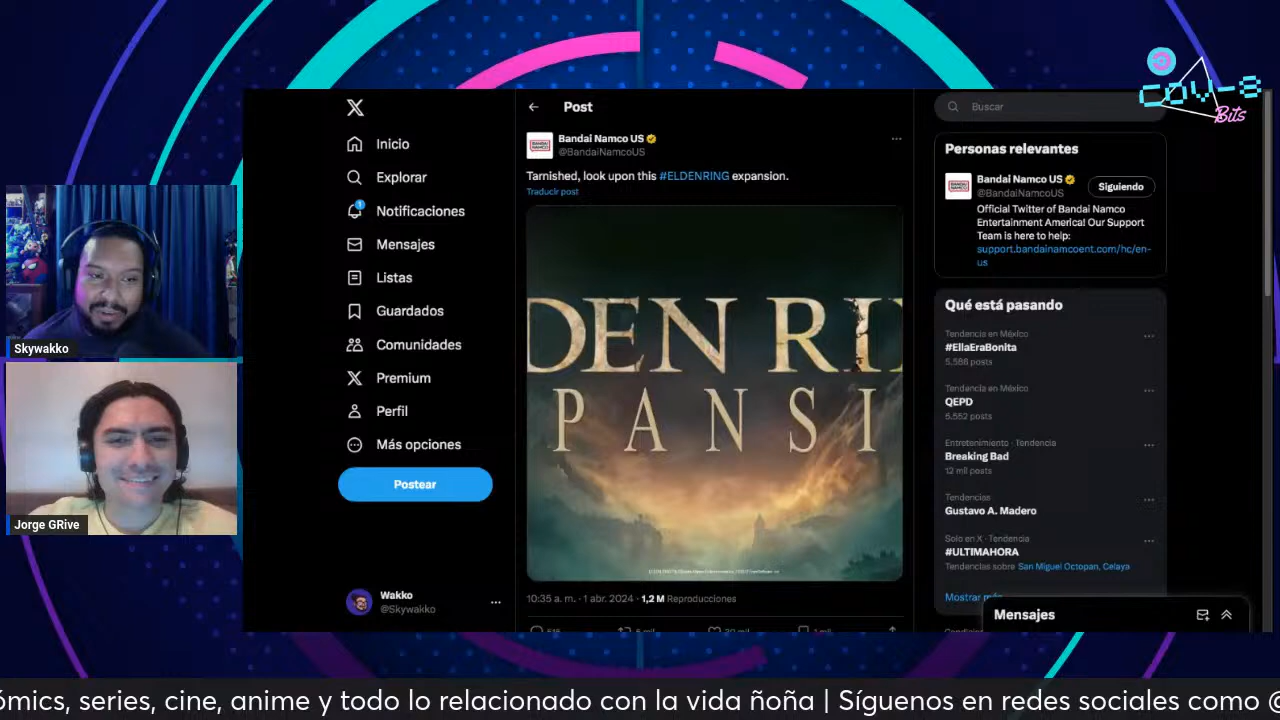 COV-S
Bits
Post
Buscar
Inicio
Explorar
1
Notificaciones
Mensajes
Listas
Guardados
Comunidades
Premium
Perfil
Más opciones
Postear
Wakko
@Skywakko
Bandai Namco US
@BandaiNamcoUS
Tarnished, look upon this #ELDENRING expansion.
Traducir post
DEN RI
PANSI
10:35 a. m. · 1 abr. 2024 · 1,2 M Reproducciones
Personas relevantes
Bandai Namco US
@BandaiNamcoUS
Siguiendo
Official Twitter of Bandai Namco
Entertainment America! Our Support
Team is here to help:
support.bandainamcoent.com/hc/en-
us
Qué está pasando
Tendencia en México
#EllaEraBonita
5.588 posts
Tendencia en México
QEPD
5.552 posts
Entretenimiento · Tendencia
Breaking Bad
12 mil posts
Tendencias
Gustavo A. Madero
Solo en X · Tendencia
#ULTIMAHORA
Tendencias sobre San Miguel Octopan, Celaya
Mostrar
Mensajes
Skywakko
Jorge GRive
ómics, series, cine, anime y todo lo relacionado con la vida ñoña | Síguenos en redes sociales como @